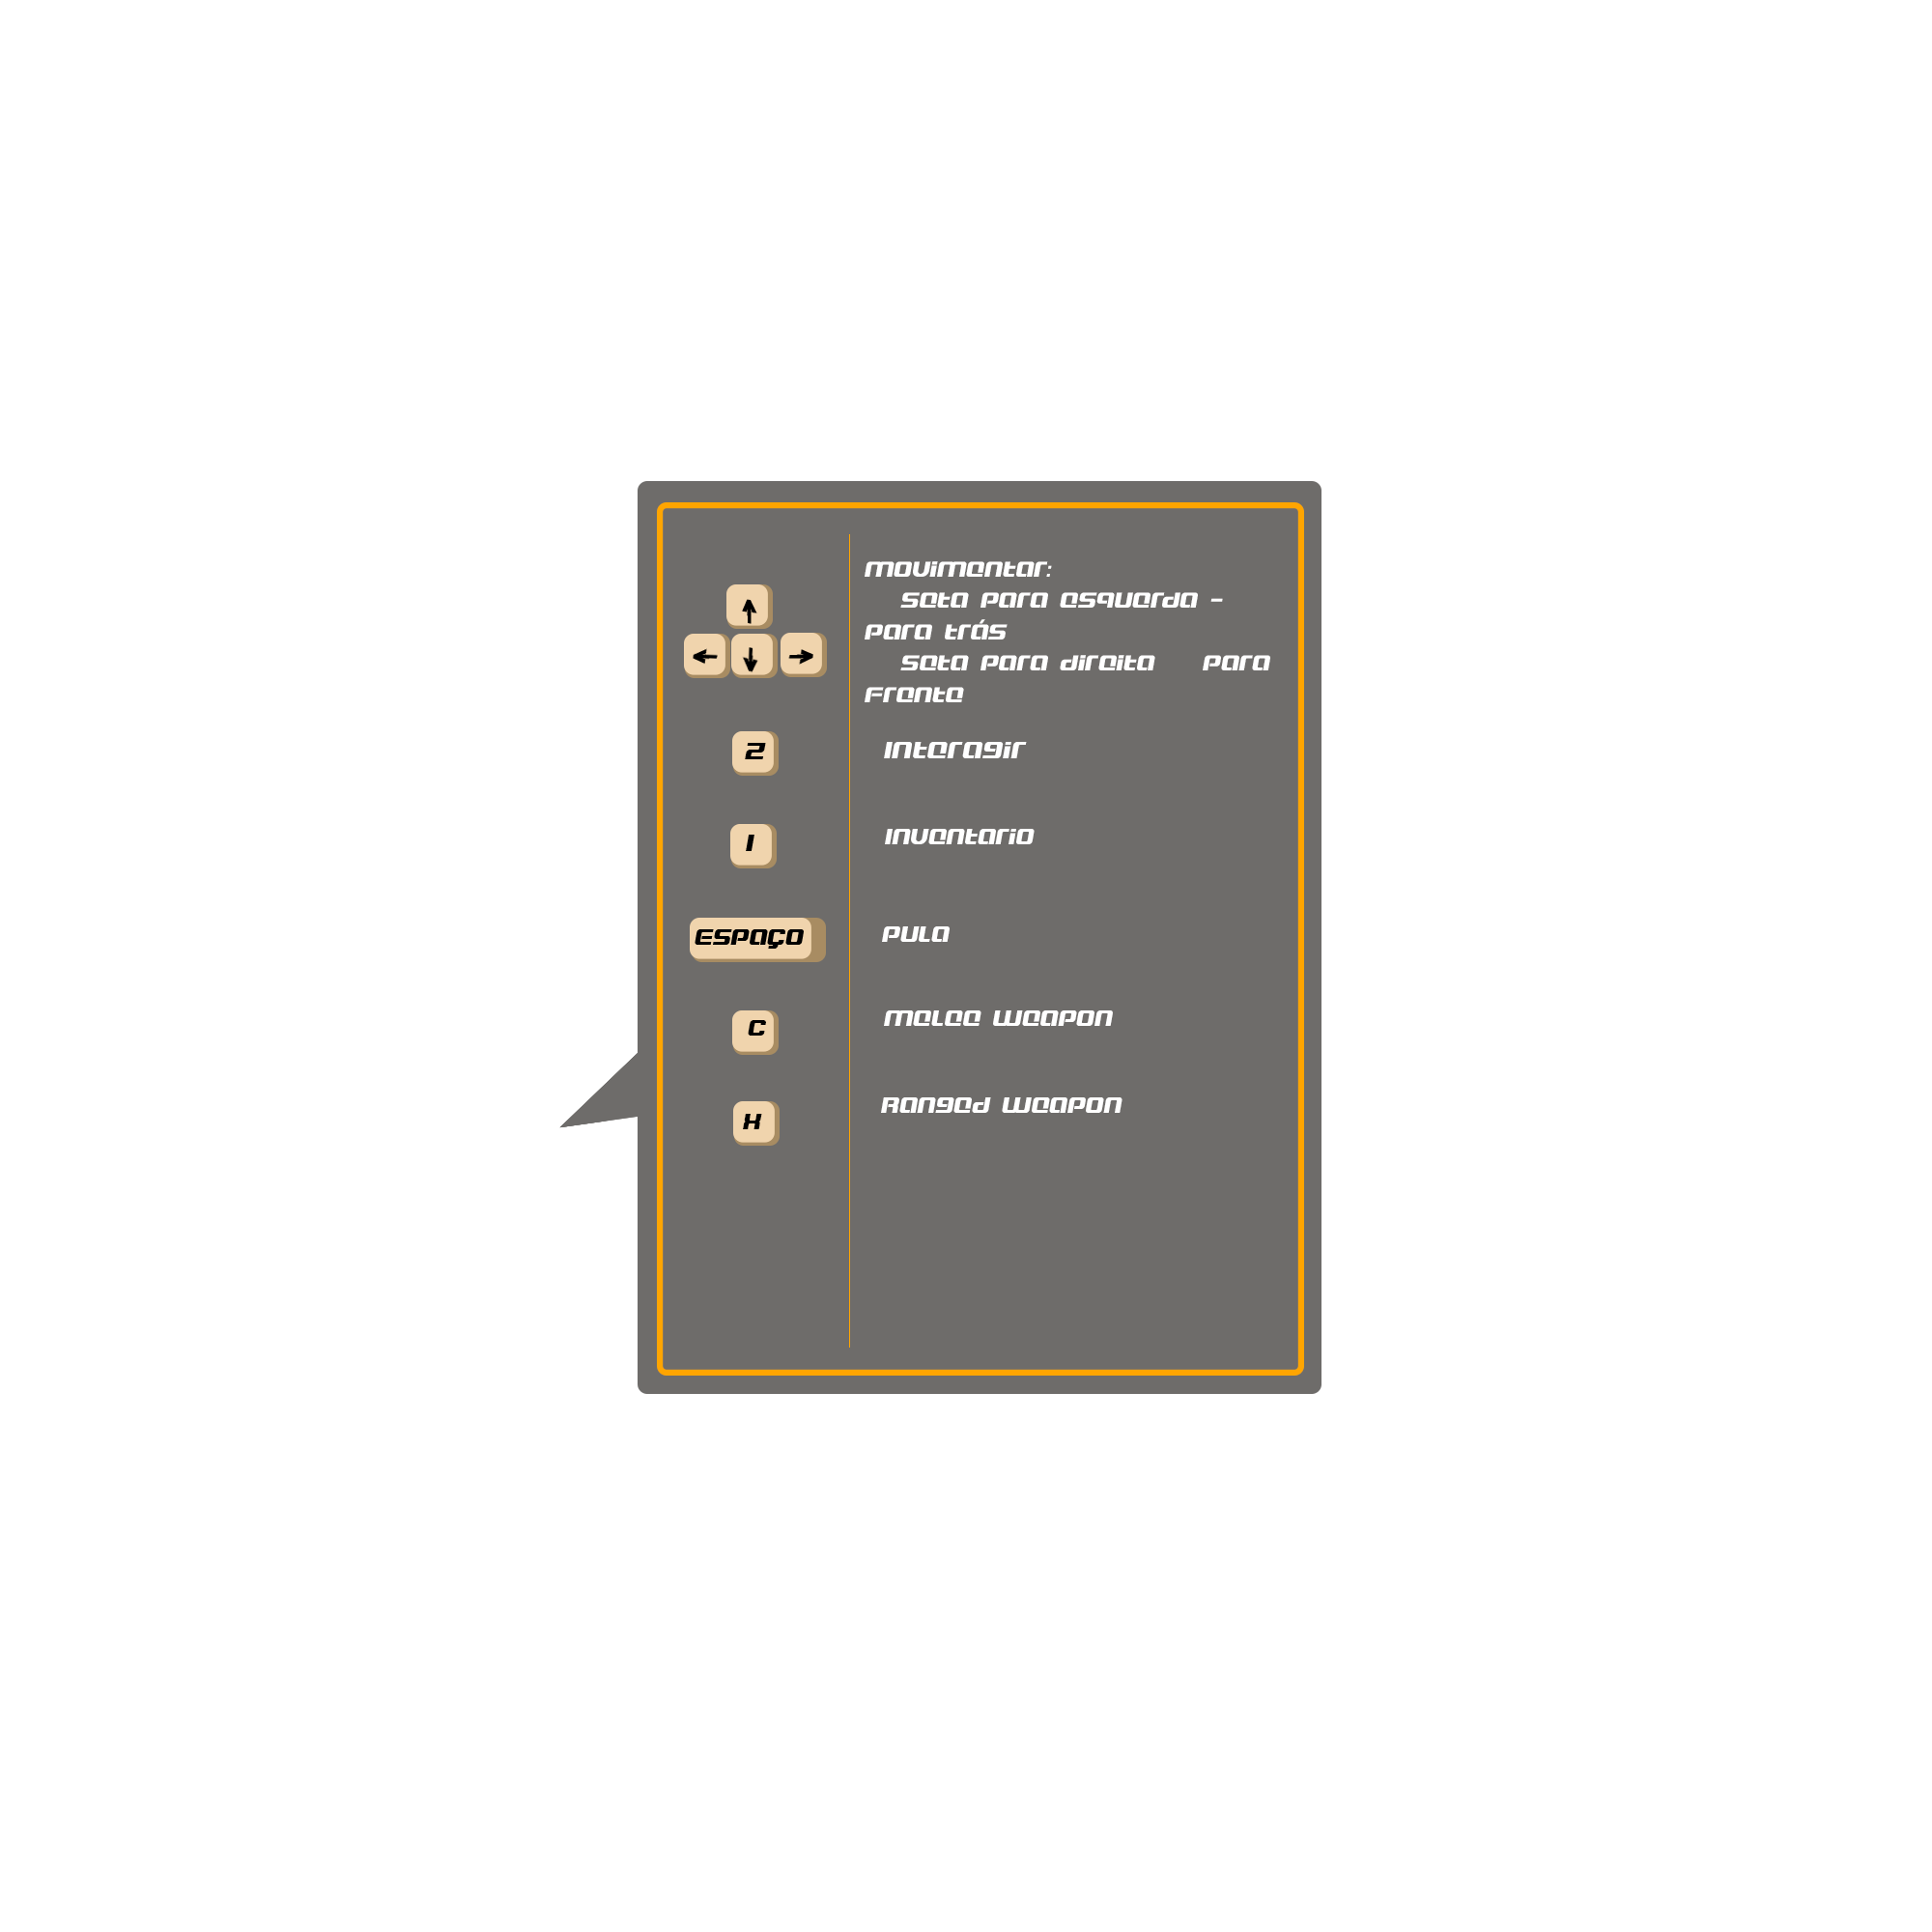 Movimentar:
seta para esquerda -
para trás
seta para direita para
Frente
Z
Interagir
I
Inventario
ESPAÇO
Pula
C
Melee Weapon
X
Ranged Weapon